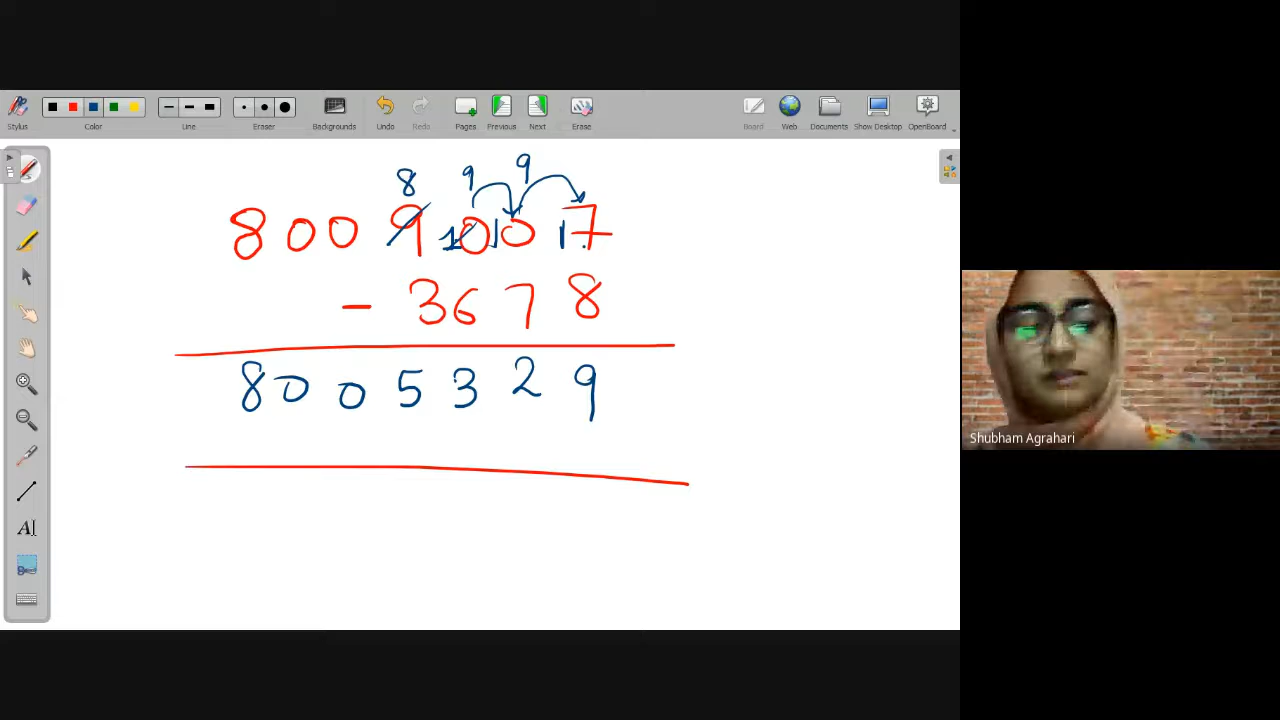 Stylus Color Line Eraser Backgrounds Undo Redo Pages Previous Next Erase Board Web Documents Show Desktop OpenBoard
8 9 9
8 0 0 9 10 10 17
- 3 6 7 8
8 0 0 5 3 2 9
Shubham Agrahari